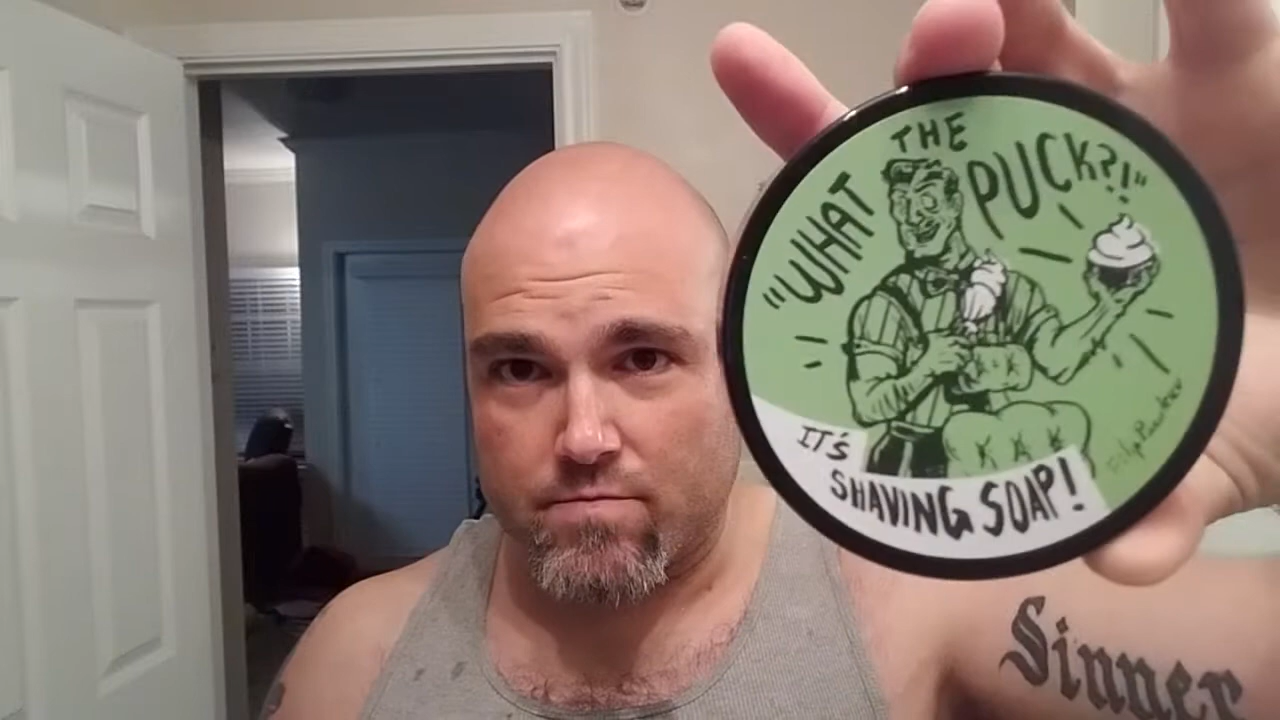 "WHAT
THE
PUCK?!"
IT'S
SHAVING SOAP!
Sinner